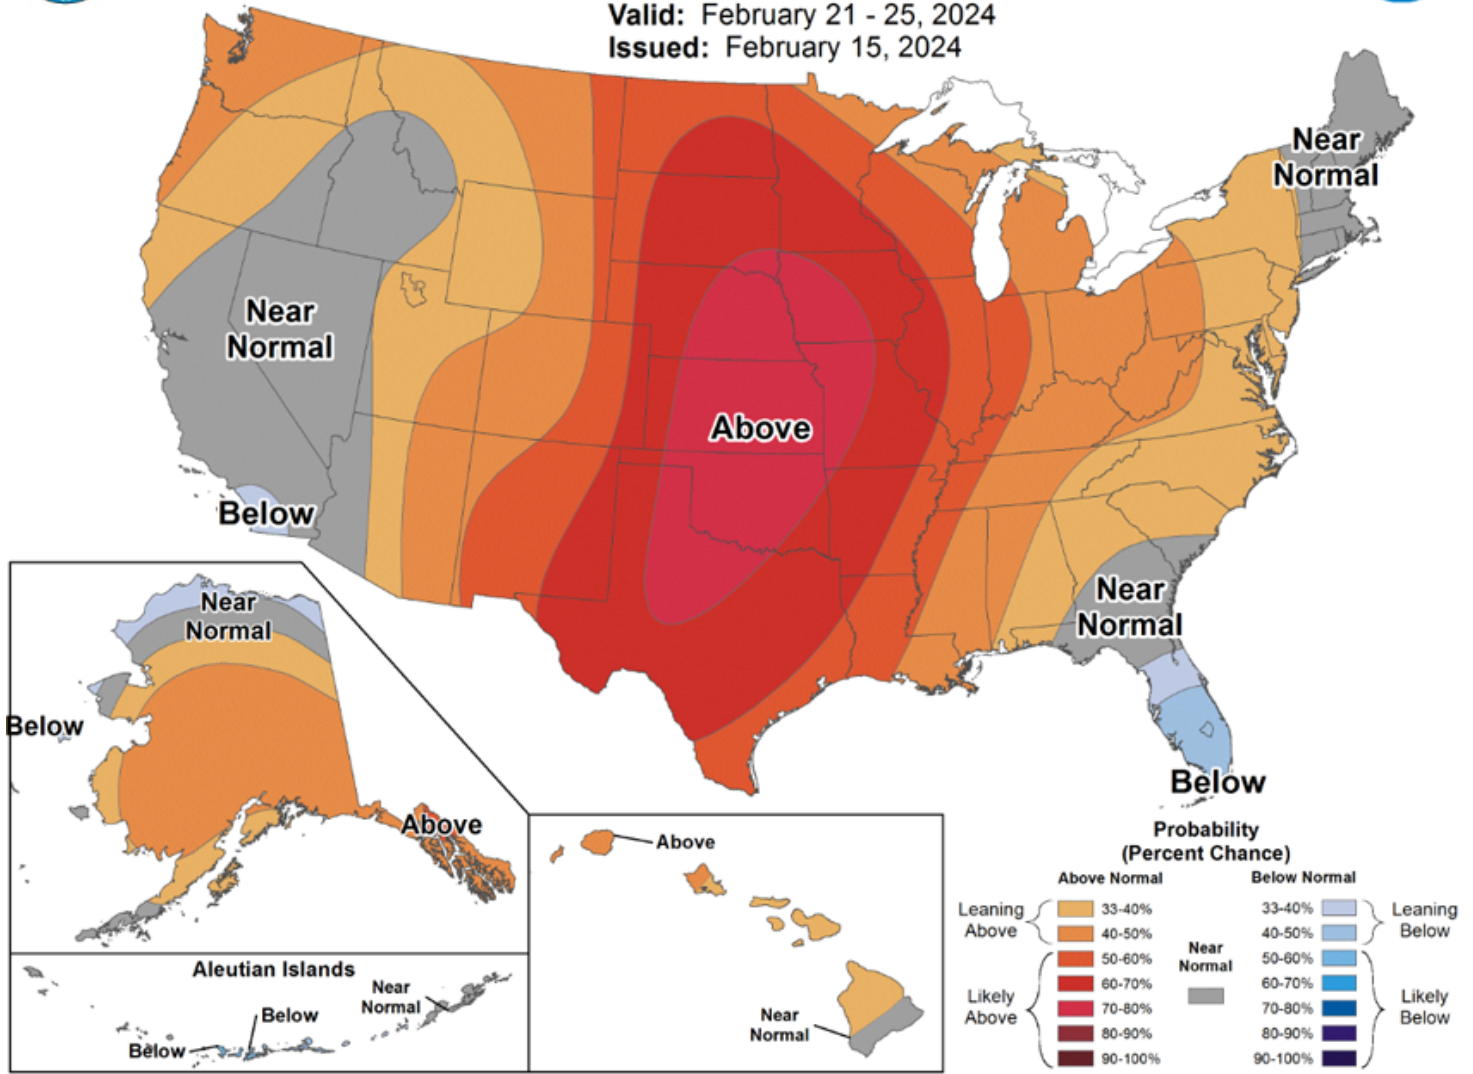 Valid: February 21 - 25, 2024
Issued: February 15, 2024
Near
Normal
Near
Normal
Above
Below
Near
Normal
Below
Near
Normal
Below
Above
Aleutian Islands
Near
Normal
Below
Below
Above
Near
Normal
Probability
(Percent Chance)
Above Normal
Below Normal
Leaning
Above
33-40%
40-50%
Likely
Above
50-60%
60-70%
70-80%
80-90%
90-100%
Near
Normal
33-40%
40-50%
Leaning
Below
50-60%
60-70%
70-80%
80-90%
90-100%
Likely
Below